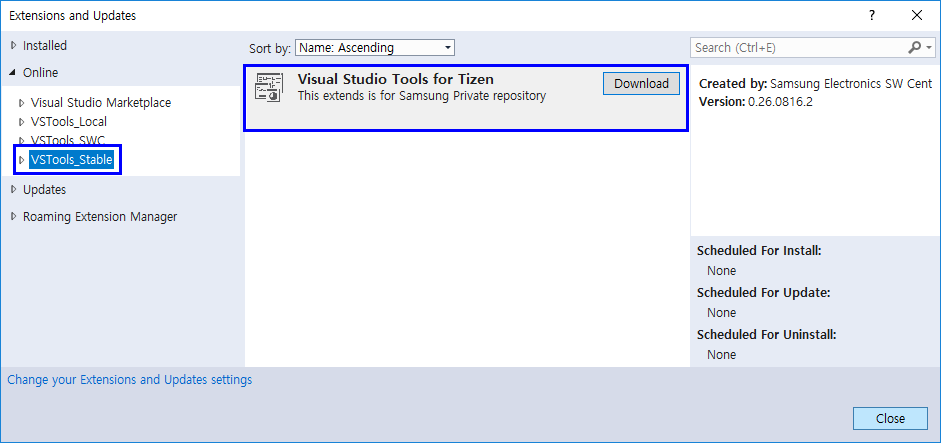 Extensions and Updates
?
Installed
Online
Visual Studio Marketplace
VSTools_Local
VSTools_SWC
VSTools_Stable
Updates
Roaming Extension Manager
Sort by: Name: Ascending
Visual Studio Tools for Tizen
This extends is for Samsung Private repository
Download
Search (Ctrl+E)
Created by: Samsung Electronics SW Cent
Version: 0.26.0816.2
Scheduled For Install:
None
Scheduled For Update:
None
Scheduled For Uninstall:
None
Change your Extensions and Updates settings
Close